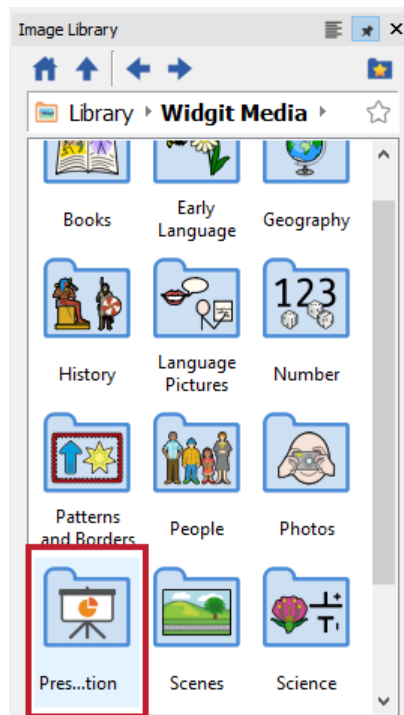 Image Library
Library Widgit Media
Books Early Language Geography
History Language Pictures Number
123
Patterns and Borders People Photos
Pres...tion Scenes Science